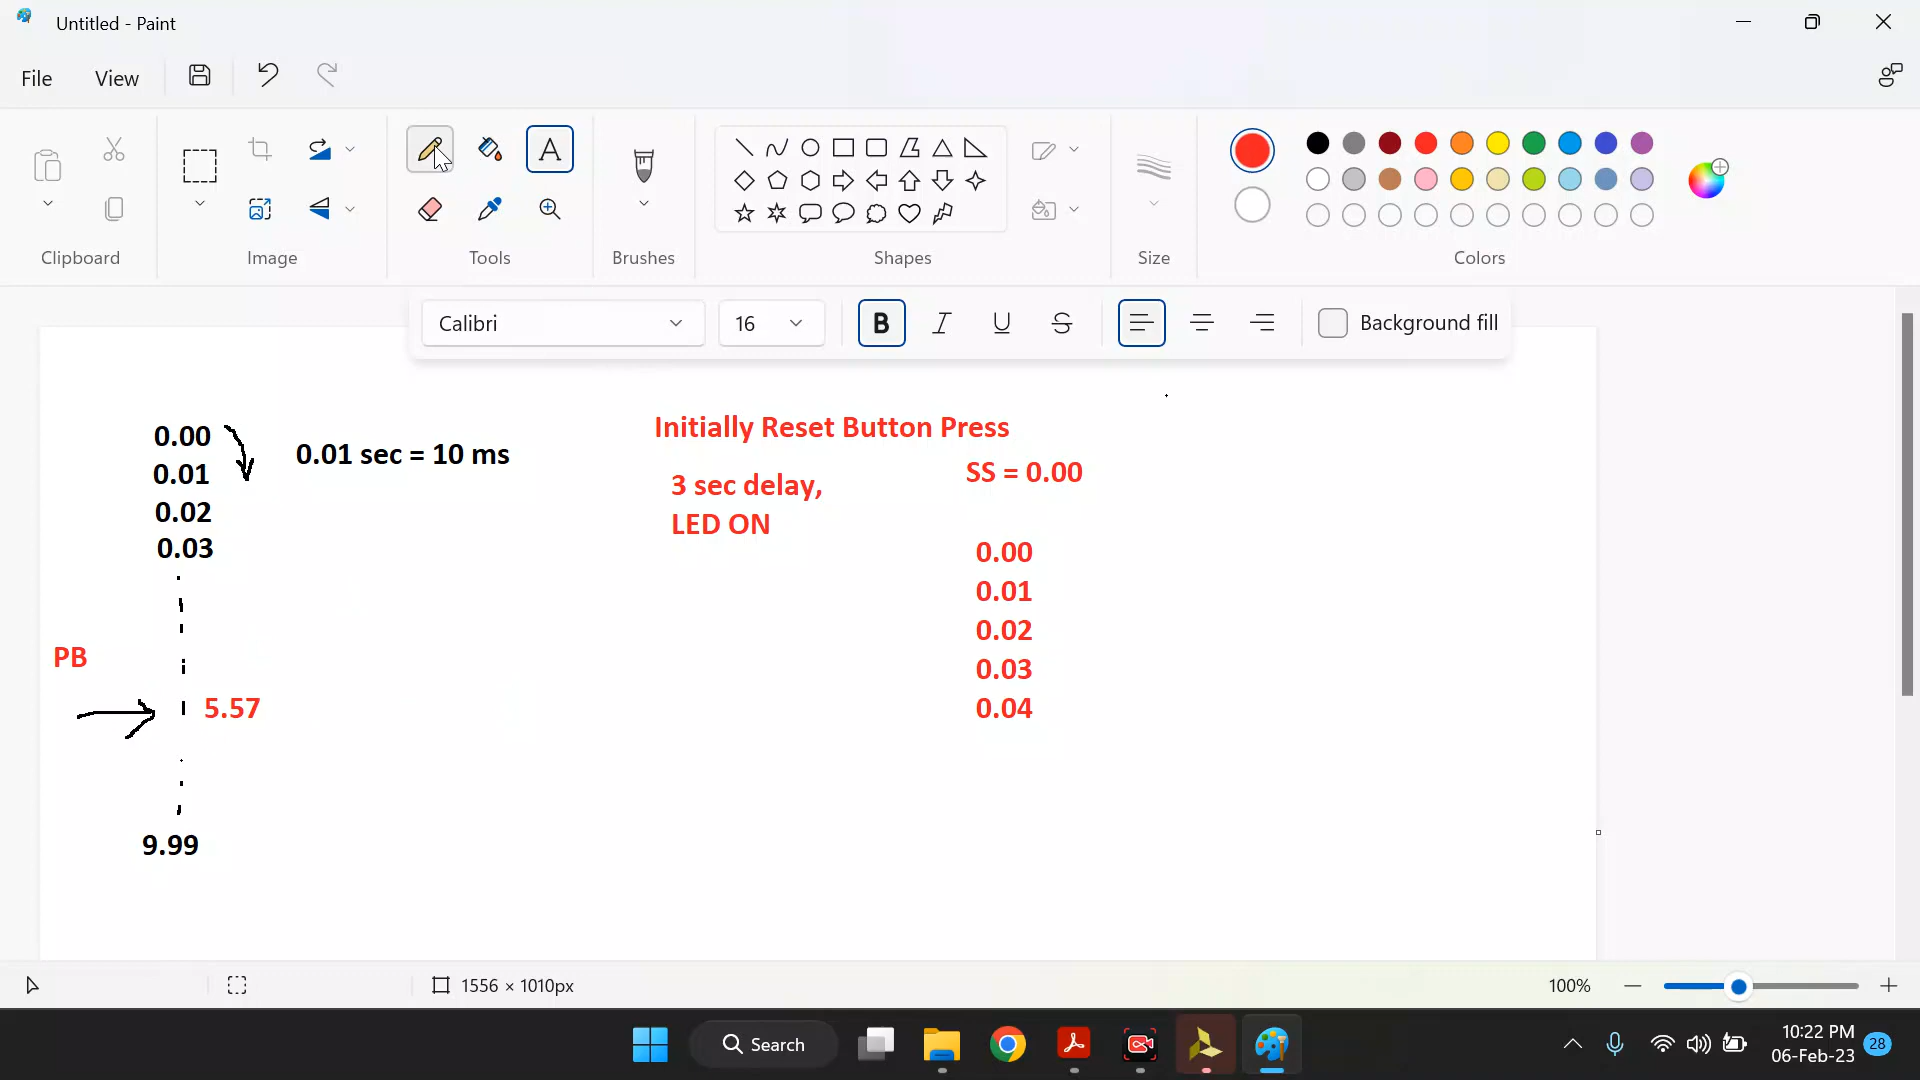 Untitled - Paint
File
View
Clipboard
Image
Tools
Brushes
Shapes
Size
Colors
Calibri
16
B
Background fill
0.00
0.01
0.02
0.03
0.01 sec = 10 ms
PB
5.57
9.99
Initially Reset Button Press
3 sec delay,
LED ON
SS = 0.00
0.00
0.01
0.02
0.03
0.04
1556 × 1010px
100%
Search
10:22 PM
06-Feb-23
28